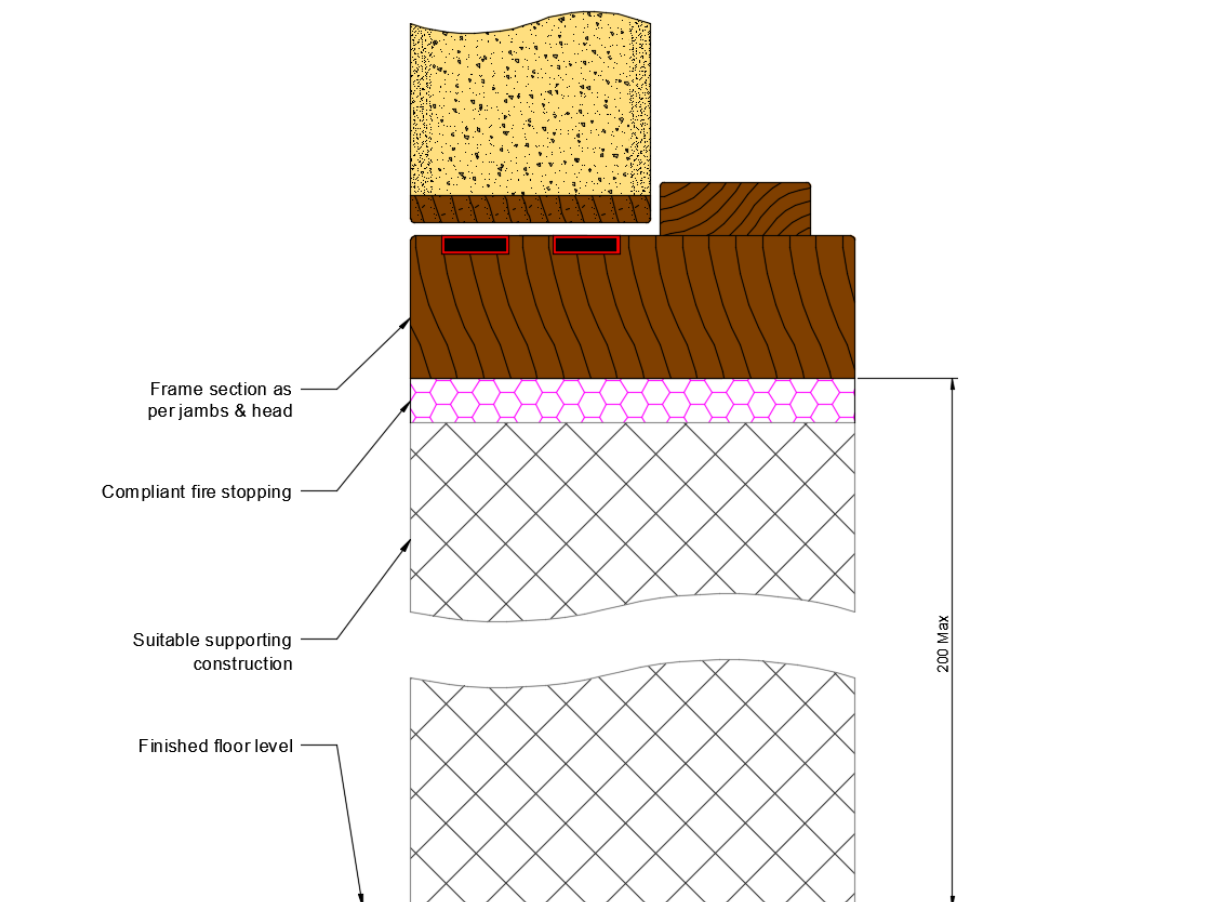 Frame section as
per jambs & head
Compliant fire stopping
Suitable supporting
construction
200 Max
Finished floor level